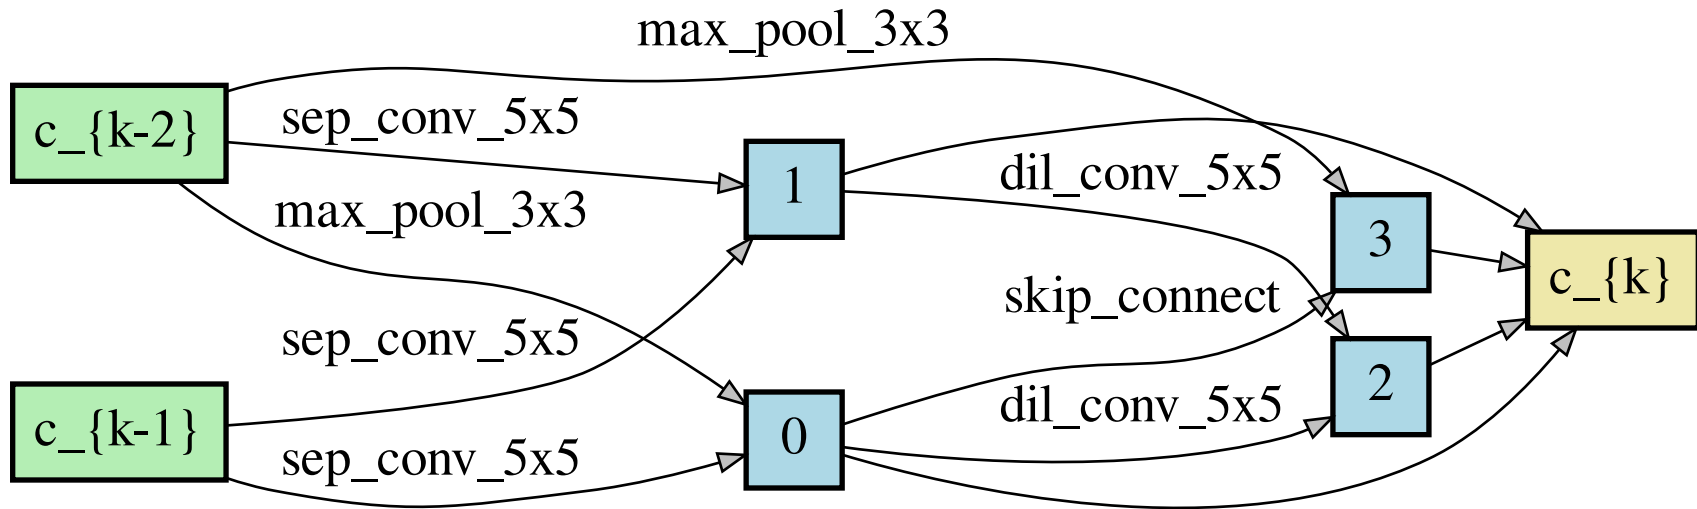 max_pool_3x3
c_{k-2}
sep_conv_5x5
max_pool_3x3
1
dil_conv_5x5
3
c_{k}
skip_connect
sep_conv_5x5
2
dil_conv_5x5
c_{k-1}
sep_conv_5x5
0